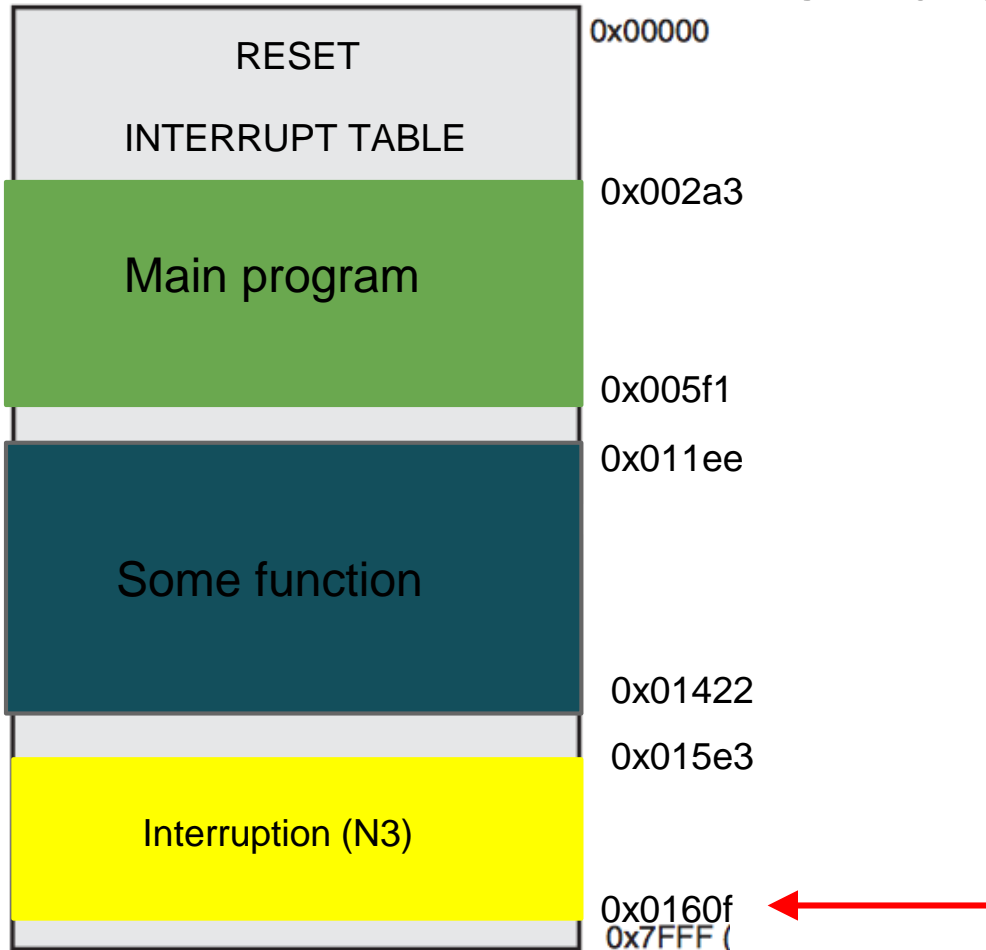 0x00000
RESET
INTERRUPT TABLE
0x002a3
Main program
0x005f1
0x011ee
Some function
0x01422
0x015e3
Interruption (N3)
0x0160f
0x7FFF (